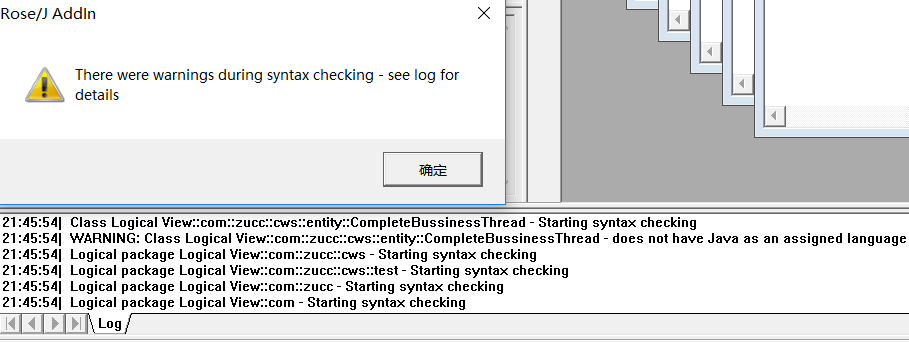 Rose/J AddIn
There were warnings during syntax checking - see log for
details
确定
21:45:54| Class Logical View::com::zucc::cws::entity::CompleteBussinessThread - Starting syntax checking
21:45:54| WARNING: Class Logical View::com::zucc::cws::entity::CompleteBussinessThread - does not have Java as an assigned language
21:45:54| Logical package Logical View::com::zucc::cws - Starting syntax checking
21:45:54| Logical package Logical View::com::zucc::cws::test - Starting syntax checking
21:45:54| Logical package Logical View::com::zucc - Starting syntax checking
21:45:54| Logical package Logical View::com - Starting syntax checking
Log